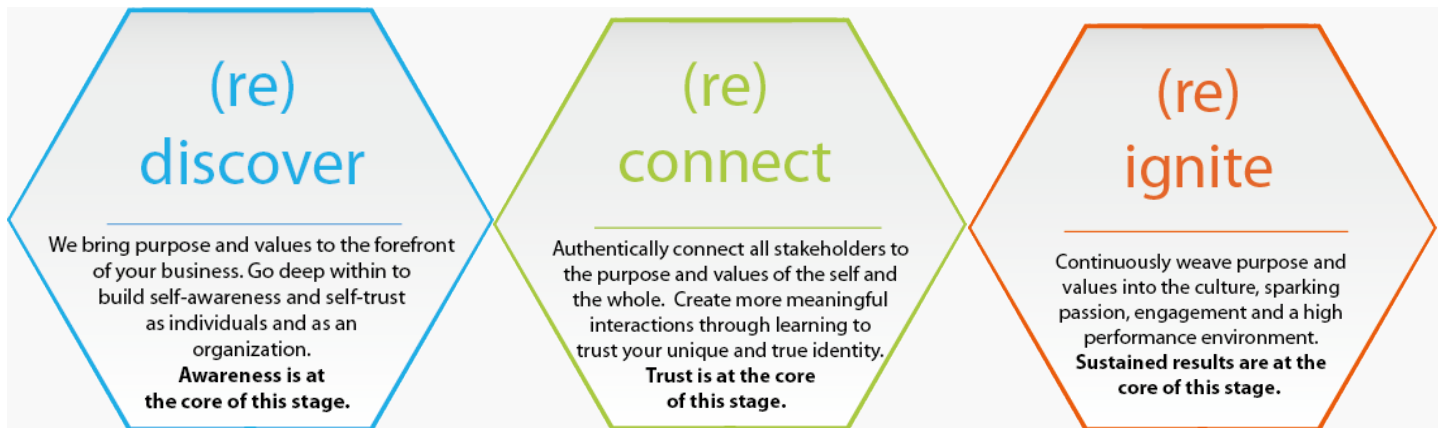 (re)
discover
We bring purpose and values to the forefront
of your business. Go deep within to
build self-awareness and self-trust
as individuals and as an
organization.
Awareness is at
the core of this stage.
(re)
connect
Authentically connect all stakeholders to
the purpose and values of the self and
the whole.  Create more meaningful
interactions through learning to
trust your unique and true identity.
Trust is at the core
of this stage.
(re)
ignite
Continuously weave purpose and
values into the culture, sparking
passion, engagement and a high
performance environment.
Sustained results are at the
core of this stage.